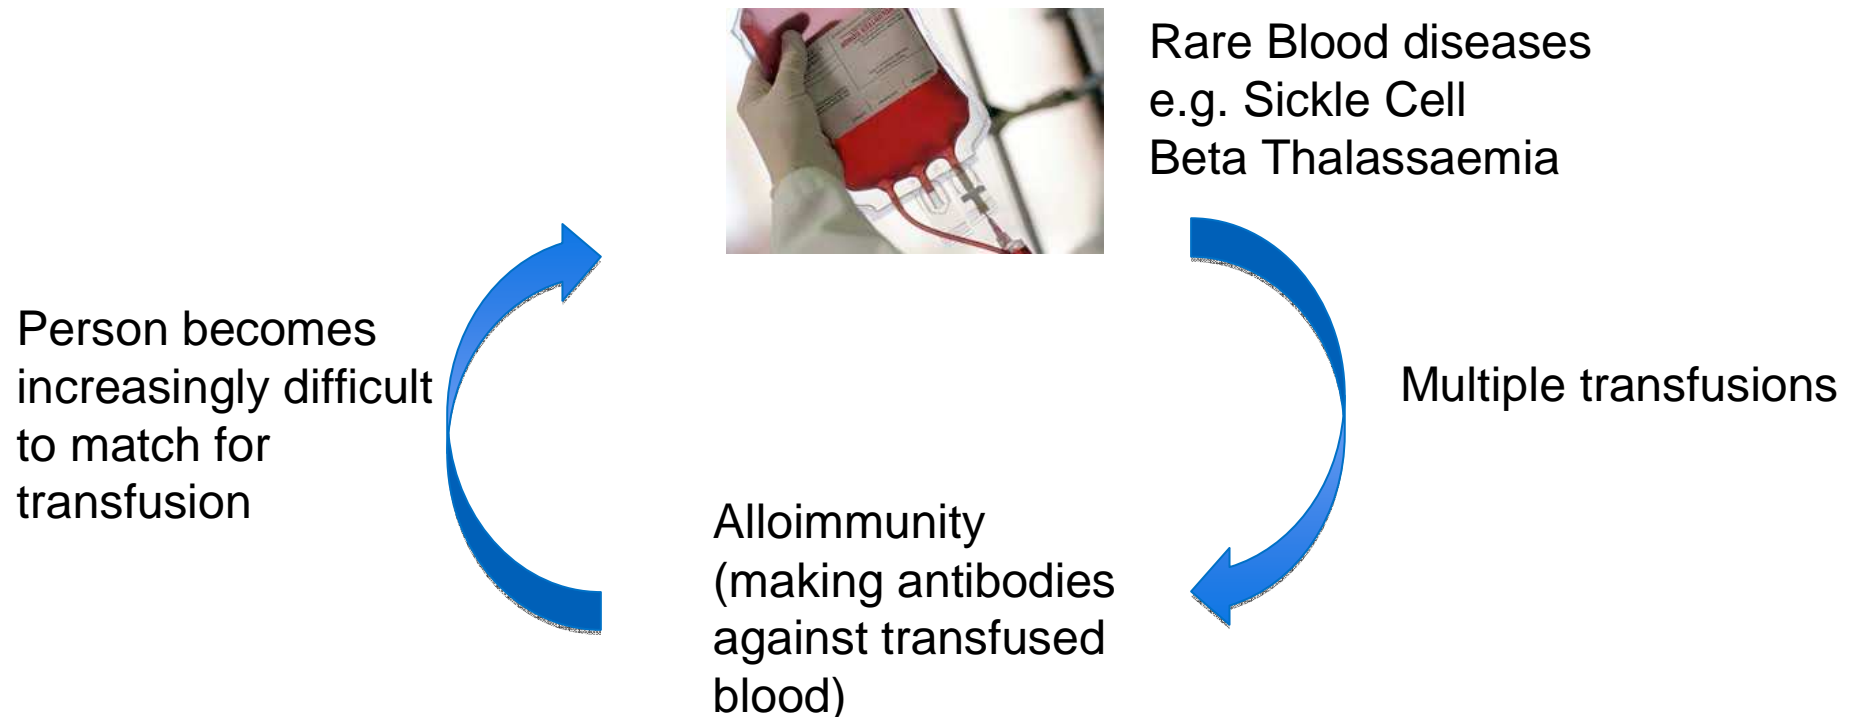 Rare Blood diseases
e.g. Sickle Cell
Beta Thalassaemia
Multiple transfusions
Alloimmunity
(making antibodies
against transfused
blood)
Person becomes
increasingly difficult
to match for
transfusion